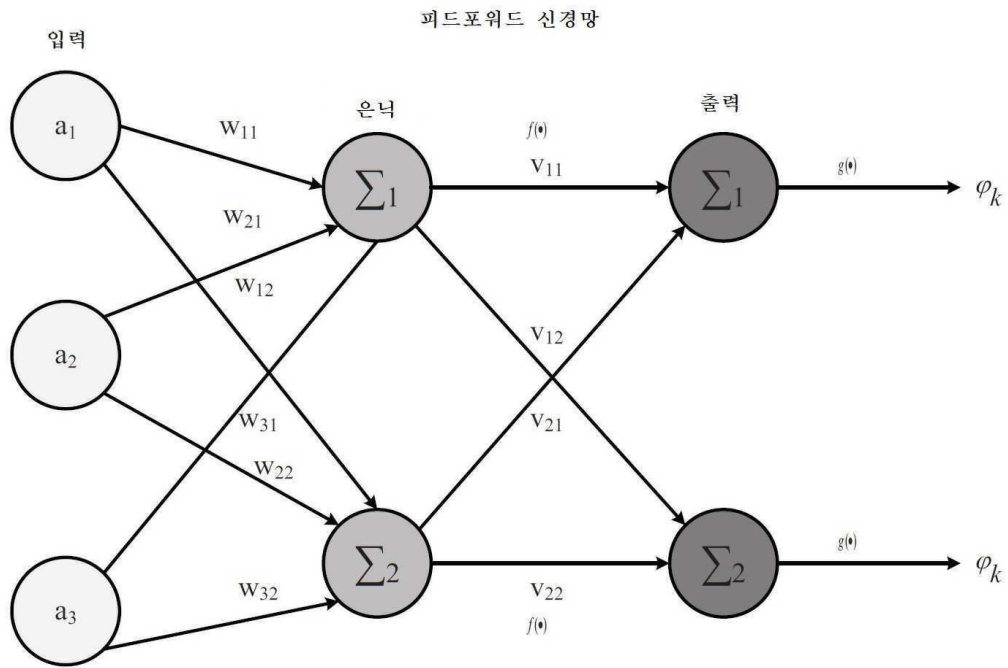 피드포워드 신경망
입력
은닉
출력
a₁
w₁₁
∑₁
f(•)
v₁₁
∑₁
g(•)
φₖ
w₂₁
w₁₂
a₂
v₁₂
w₃₁
v₂₁
w₂₂
a₃
w₃₂
∑₂
v₂₂
f(•)
∑₂
g(•)
φₖ